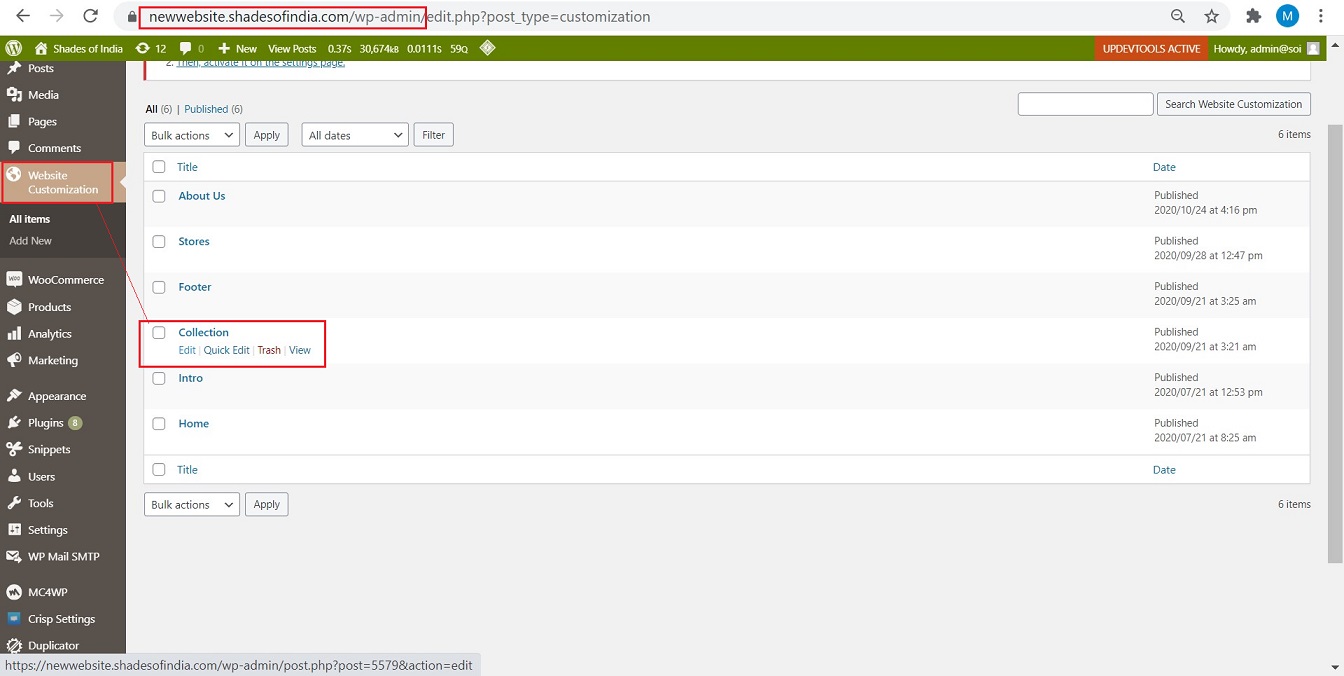 newwebsite.shadesofindia.com/wp-admin/edit.php?post_type=customization
M
Shades of India 12 0 New View Posts 0.37s 30,674kB 0.0111s 59Q UPDEVTOOLS ACTIVE Howdy, admin@soi
Posts
2. Then, activate it on the settings page.
Media
Pages
Comments
Website
Customization
All items
Add New
WooCommerce
Products
Analytics
Marketing
Appearance
Plugins 8
Snippets
Users
Tools
Settings
WP Mail SMTP
MC4WP
Crisp Settings
Duplicator
All (6) | Published (6)
Search Website Customization
Bulk actions Apply All dates Filter
6 items
Title Date
About Us Published
2020/10/24 at 4:16 pm
Stores Published
2020/09/28 at 12:47 pm
Footer Published
2020/09/21 at 3:25 am
Collection Published
Edit | Quick Edit | Trash | View 2020/09/21 at 3:21 am
Intro Published
2020/07/21 at 12:53 pm
Home Published
2020/07/21 at 8:25 am
Title Date
Bulk actions Apply 6 items
https://newwebsite.shadesofindia.com/wp-admin/post.php?post=5579&action=edit